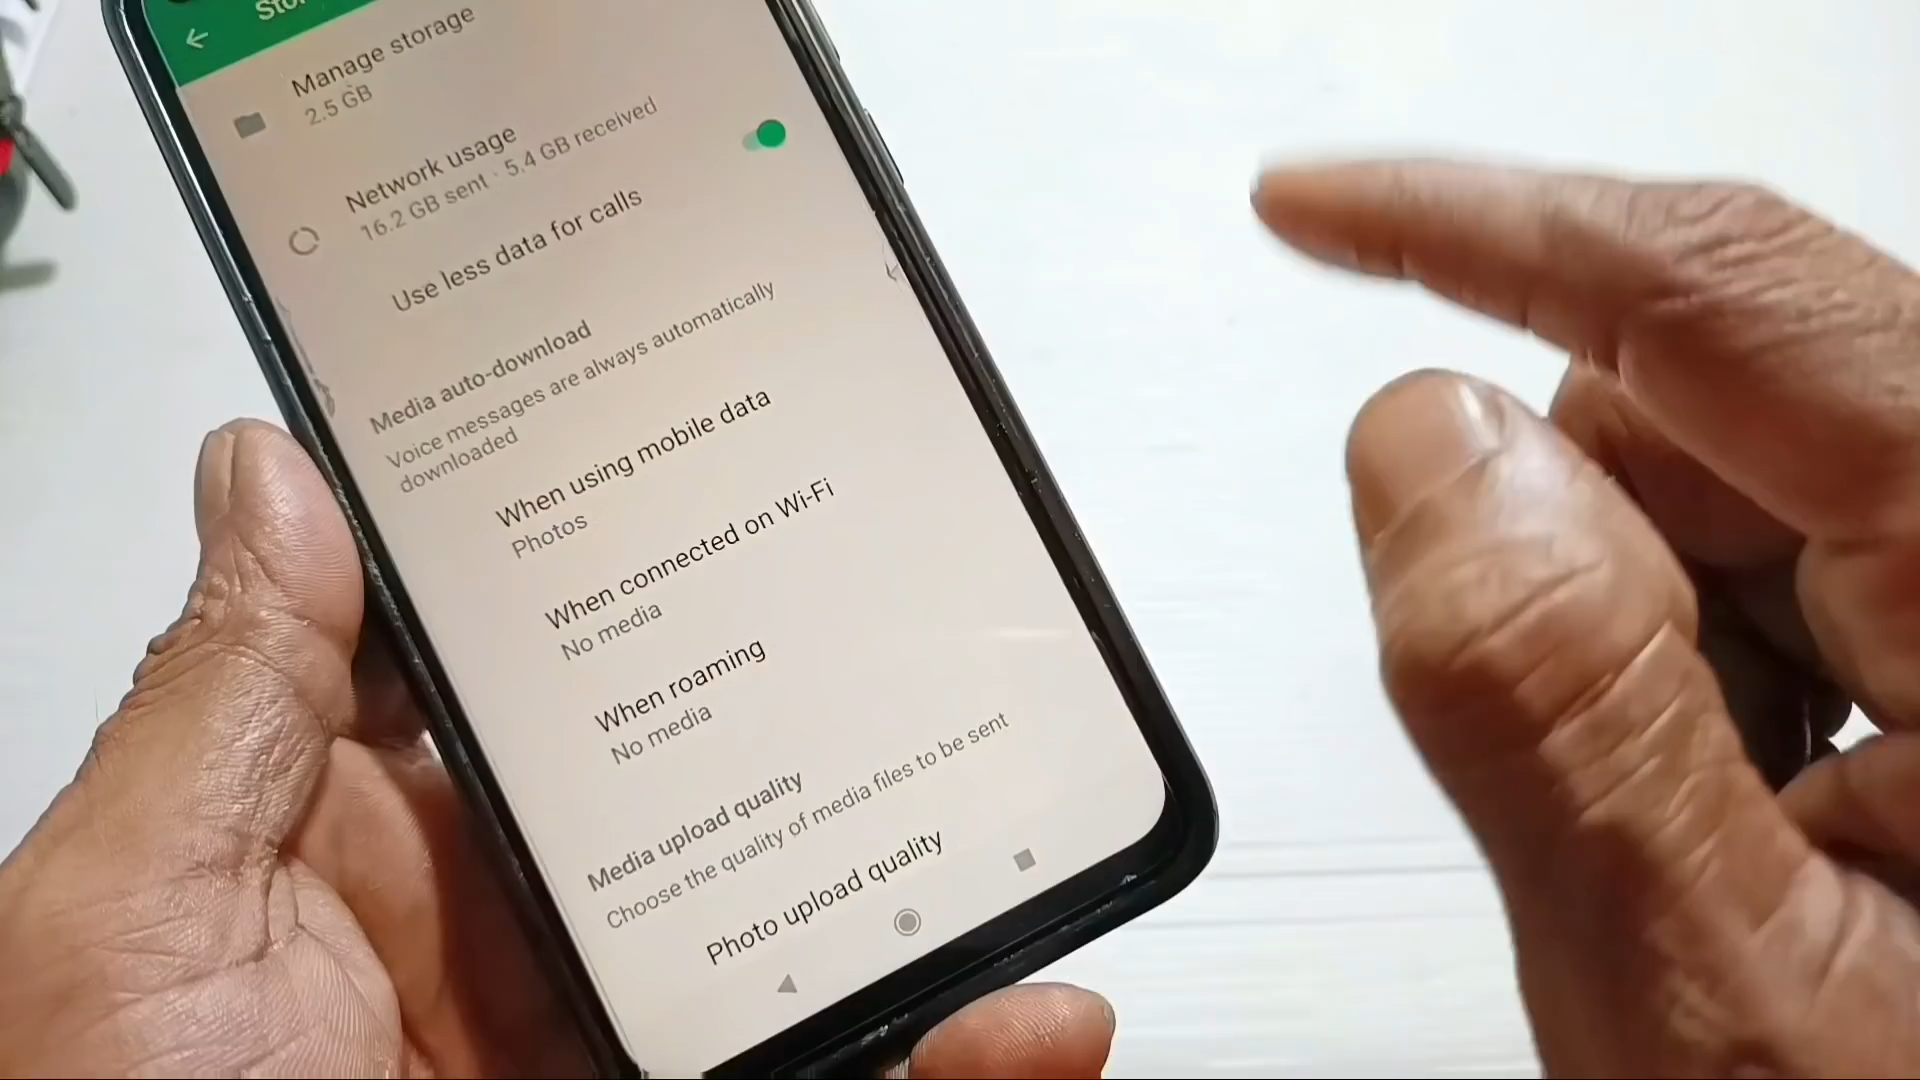 Manage storage
2.5 GB
Network usage
16.2 GB sent · 5.4 GB received
Use less data for calls
Media auto-download
Voice messages are always automatically
downloaded
When using mobile data
Photos
When connected on Wi-Fi
No media
When roaming
No media
Media upload quality
Choose the quality of media files to be sent
Photo upload quality